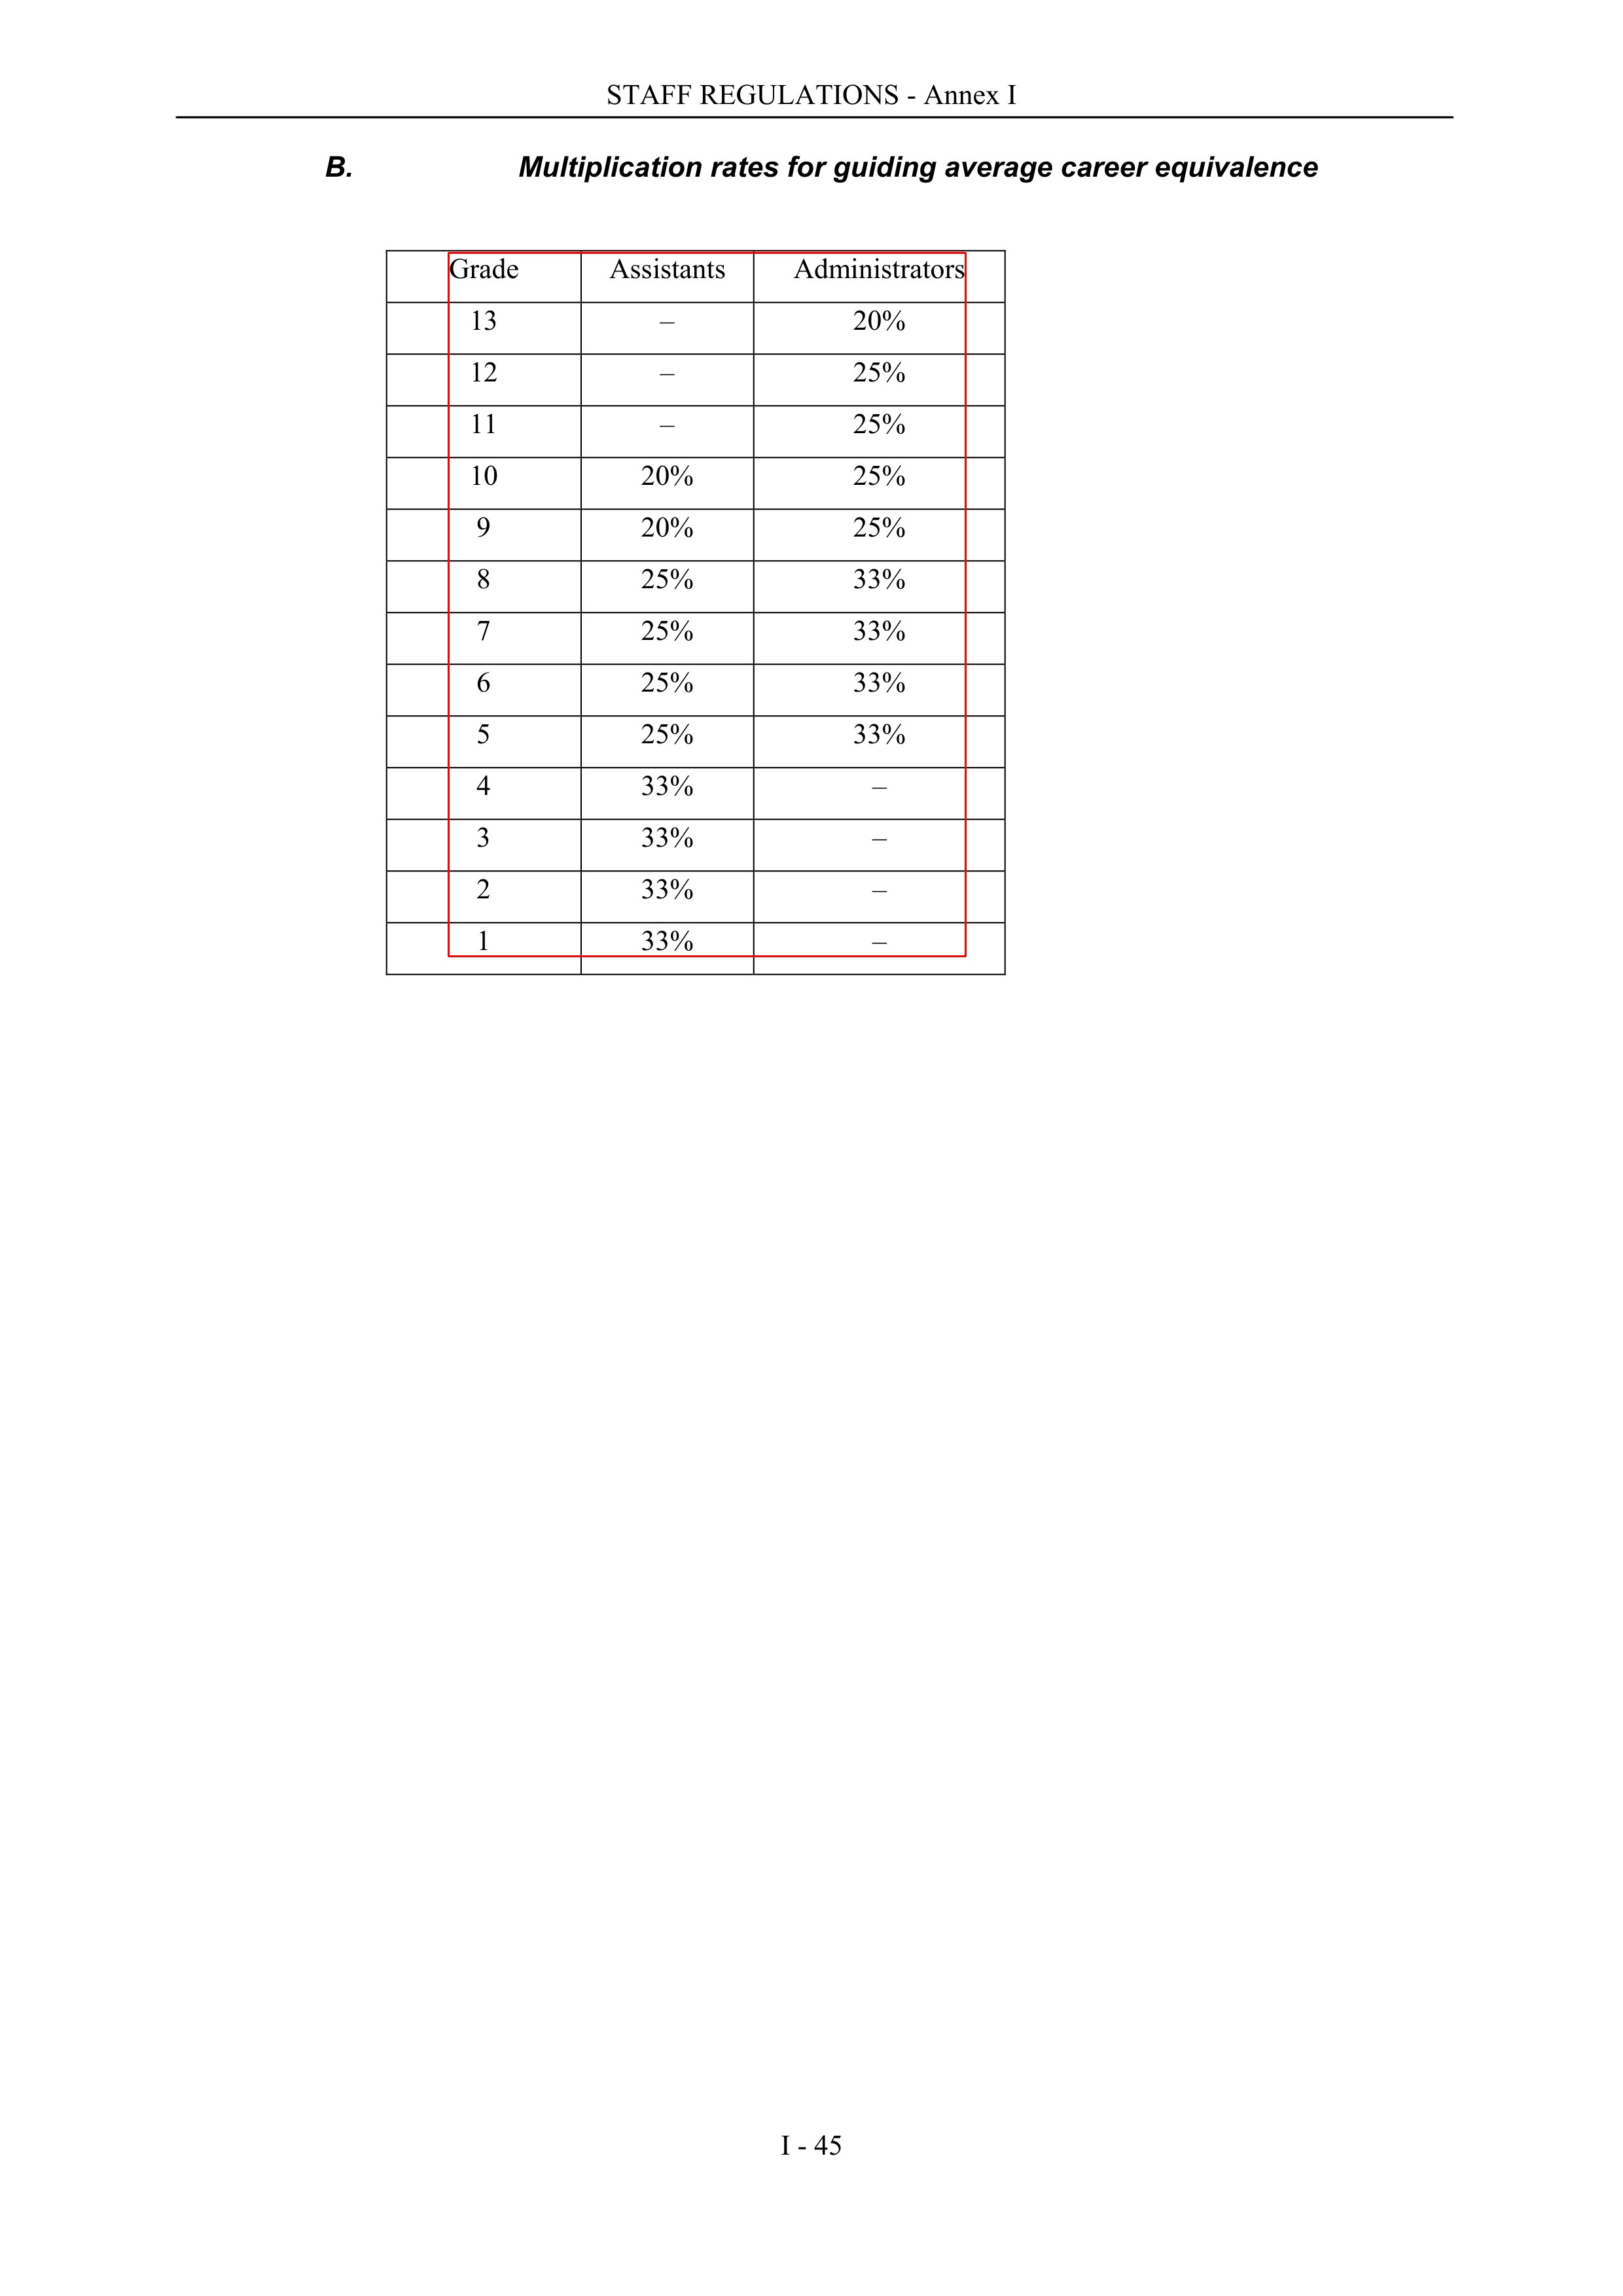 STAFF REGULATIONS - Annex I
B. Multiplication rates for guiding average career equivalence
Grade Assistants Administrators
13 – 20%
12 – 25%
11 – 25%
10 20% 25%
9 20% 25%
8 25% 33%
7 25% 33%
6 25% 33%
5 25% 33%
4 33% –
3 33% –
2 33% –
1 33% –
I - 45